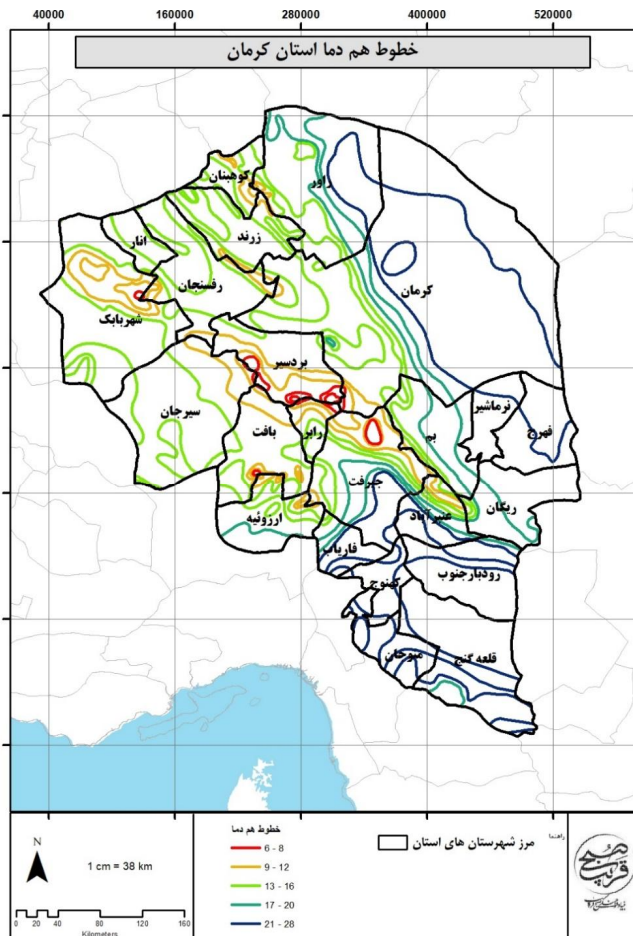 40000 160000 280000 400000 520000
خطوط هم دما استان کرمان
کوهبنان
راور
زرند
انار
رفسنجان
کرمان
شهربابک
بردسیر
سیرجان
بافت
رابر
بم
نرماشیر
فهرج
جیرفت
ریگان
ارزوئیه
عنبرآباد
فاریاب
رودبارجنوب
کهنوج
منوجان
قلعه گنج
N
1 cm = 38 km
0 10 20 40 80 120 160
Kilometers
خطوط هم دما
6 - 8
9 - 12
13 - 16
17 - 20
21 - 28
راهنما
مرز شهرستان های استان